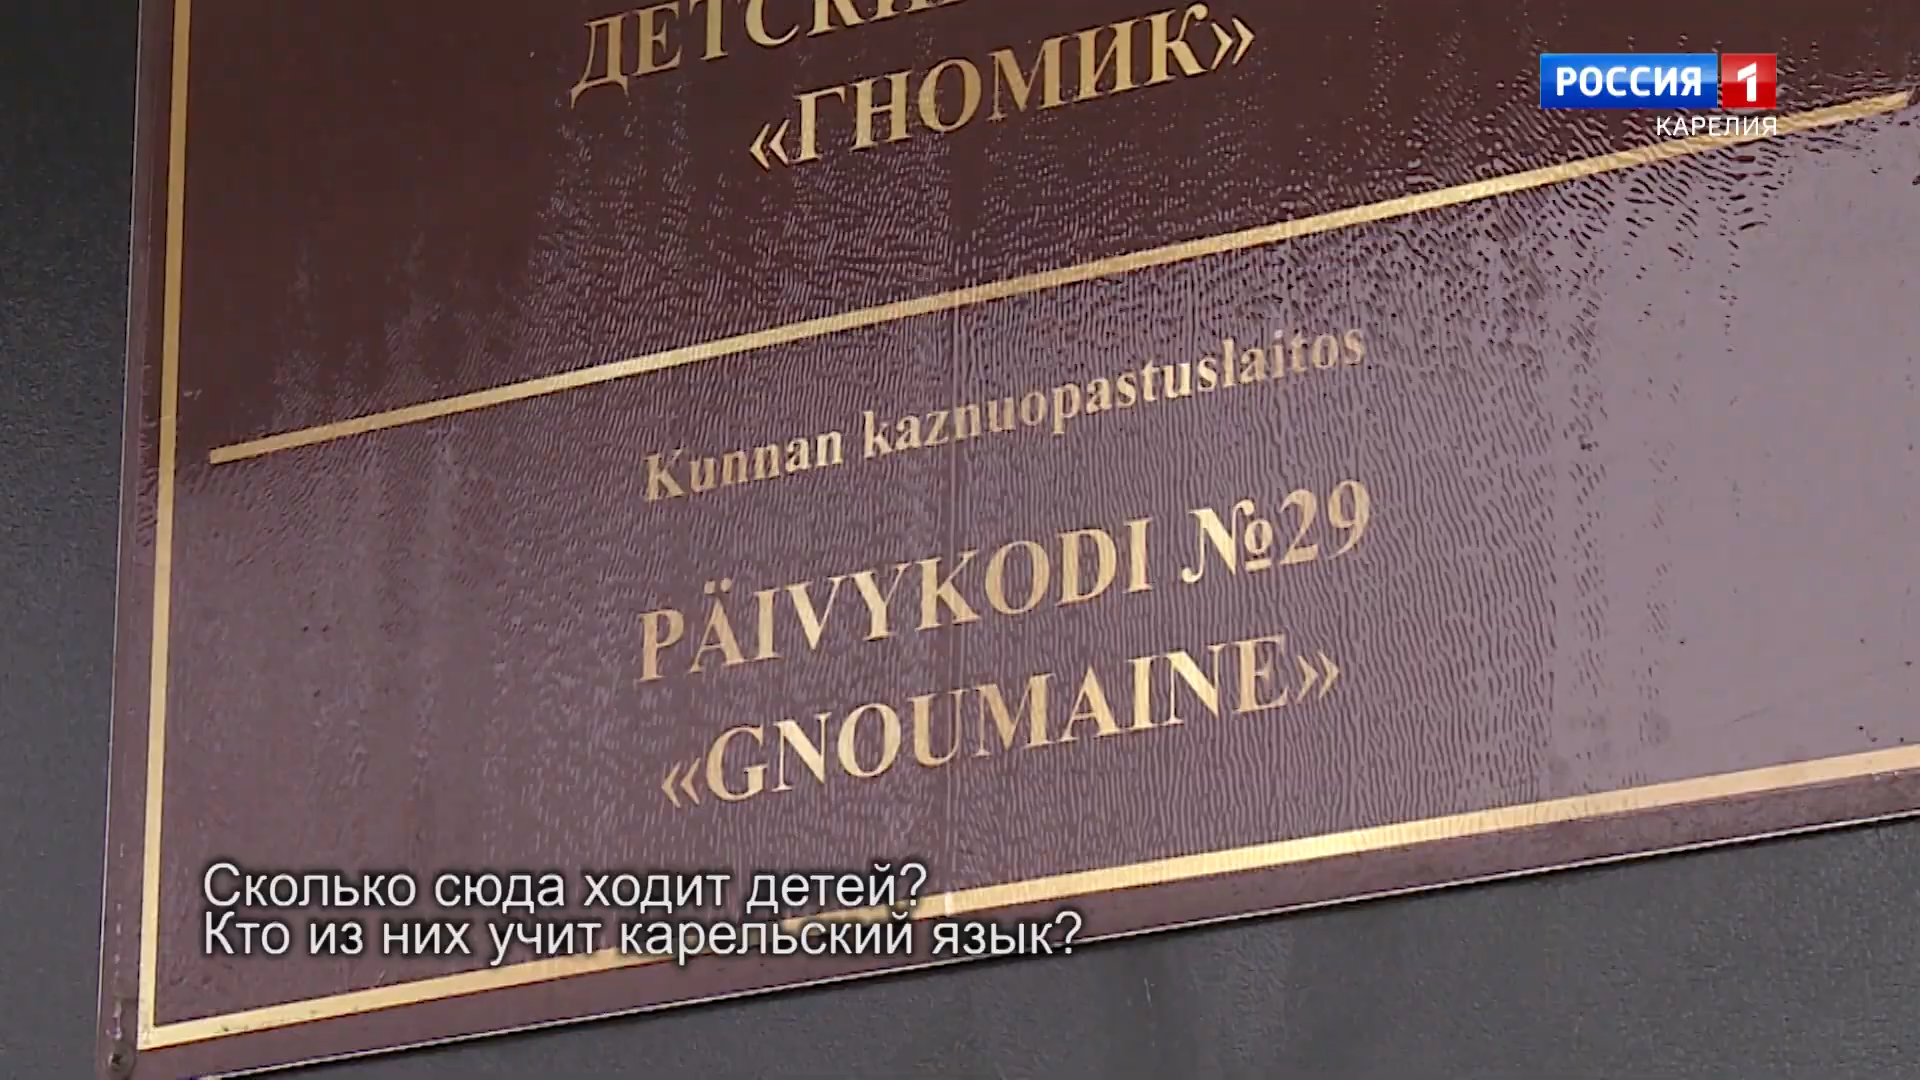 «ГНОМИК»
РОССИЯ 1
КАРЕЛИЯ
Kunnan kaznuopastuslaitos
PÄIVYKODI №29
«GNOUMAINE»
Сколько сюда ходит детей?
Кто из них учит карельский язык?